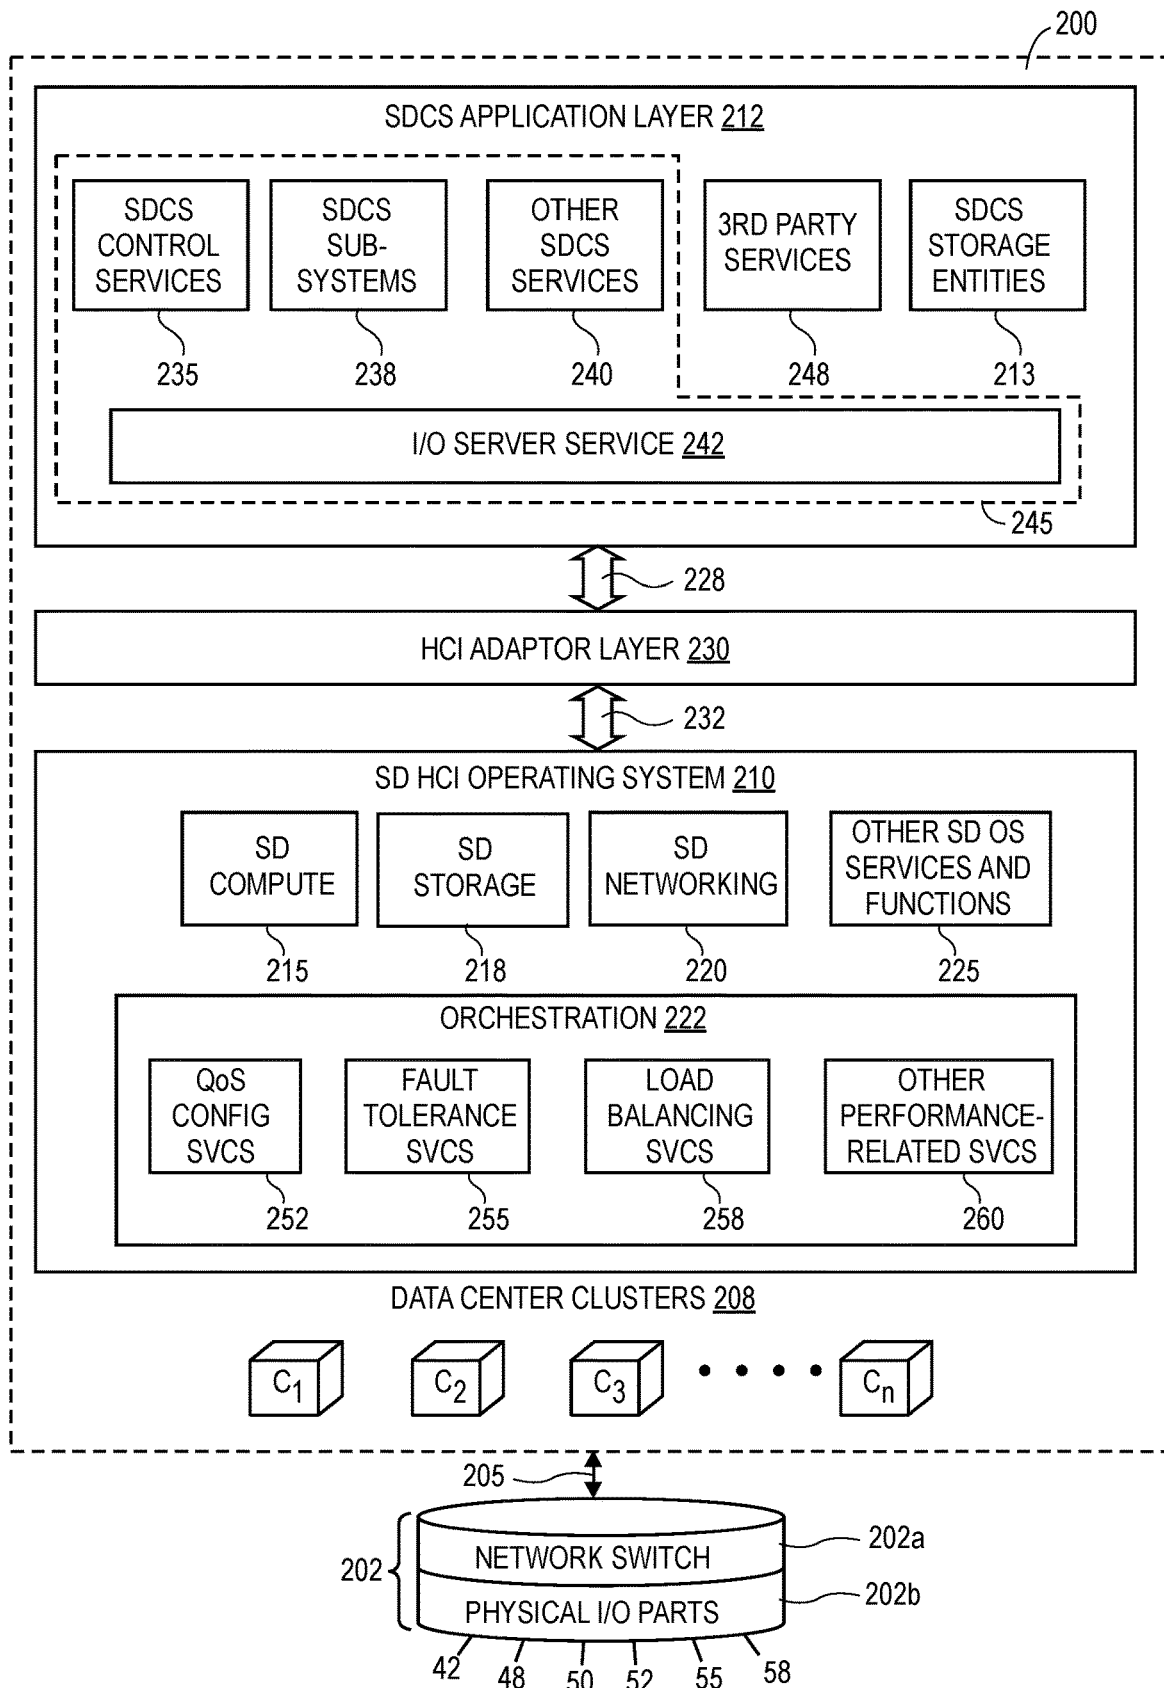 200
SDCS APPLICATION LAYER 212
SDCS
CONTROL
SERVICES
SDCS
SUB-
SYSTEMS
OTHER
SDCS
SERVICES
3RD PARTY
SERVICES
SDCS
STORAGE
ENTITIES
235
238
240
248
213
I/O SERVER SERVICE 242
245
228
HCI ADAPTOR LAYER 230
232
SD HCI OPERATING SYSTEM 210
SD
COMPUTE
SD
STORAGE
SD
NETWORKING
OTHER SD OS
SERVICES AND
FUNCTIONS
215
218
220
225
ORCHESTRATION 222
QoS
CONFIG
SVCS
FAULT
TOLERANCE
SVCS
LOAD
BALANCING
SVCS
OTHER
PERFORMANCE-
RELATED SVCS
252
255
258
260
DATA CENTER CLUSTERS 208
C1
C2
C3
Cn
205
202
NETWORK SWITCH
202a
PHYSICAL I/O PARTS
202b
42
48
50
52
55
58